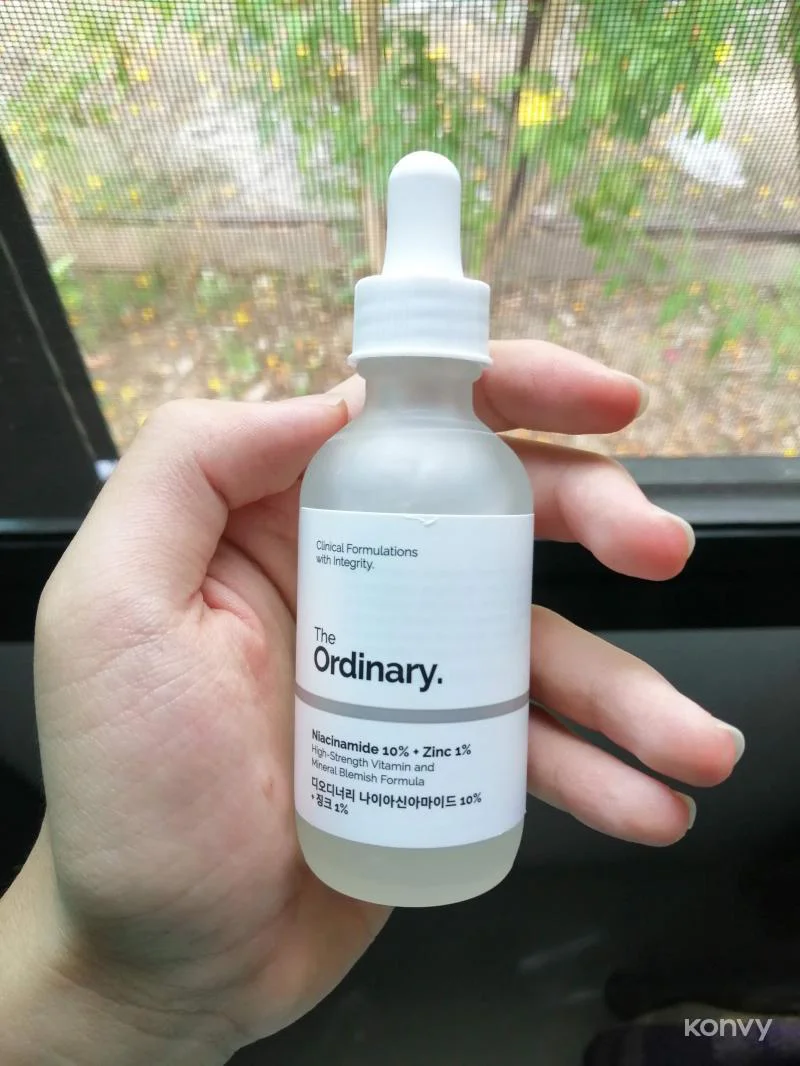 Clinical Formulations
with Integrity.
The
Ordinary.
Niacinamide 10% + Zinc 1%
High-Strength Vitamin and
Mineral Blemish Formula
디오디너리 나이아신아마이드 10%
+ 징크 1%
KONVY